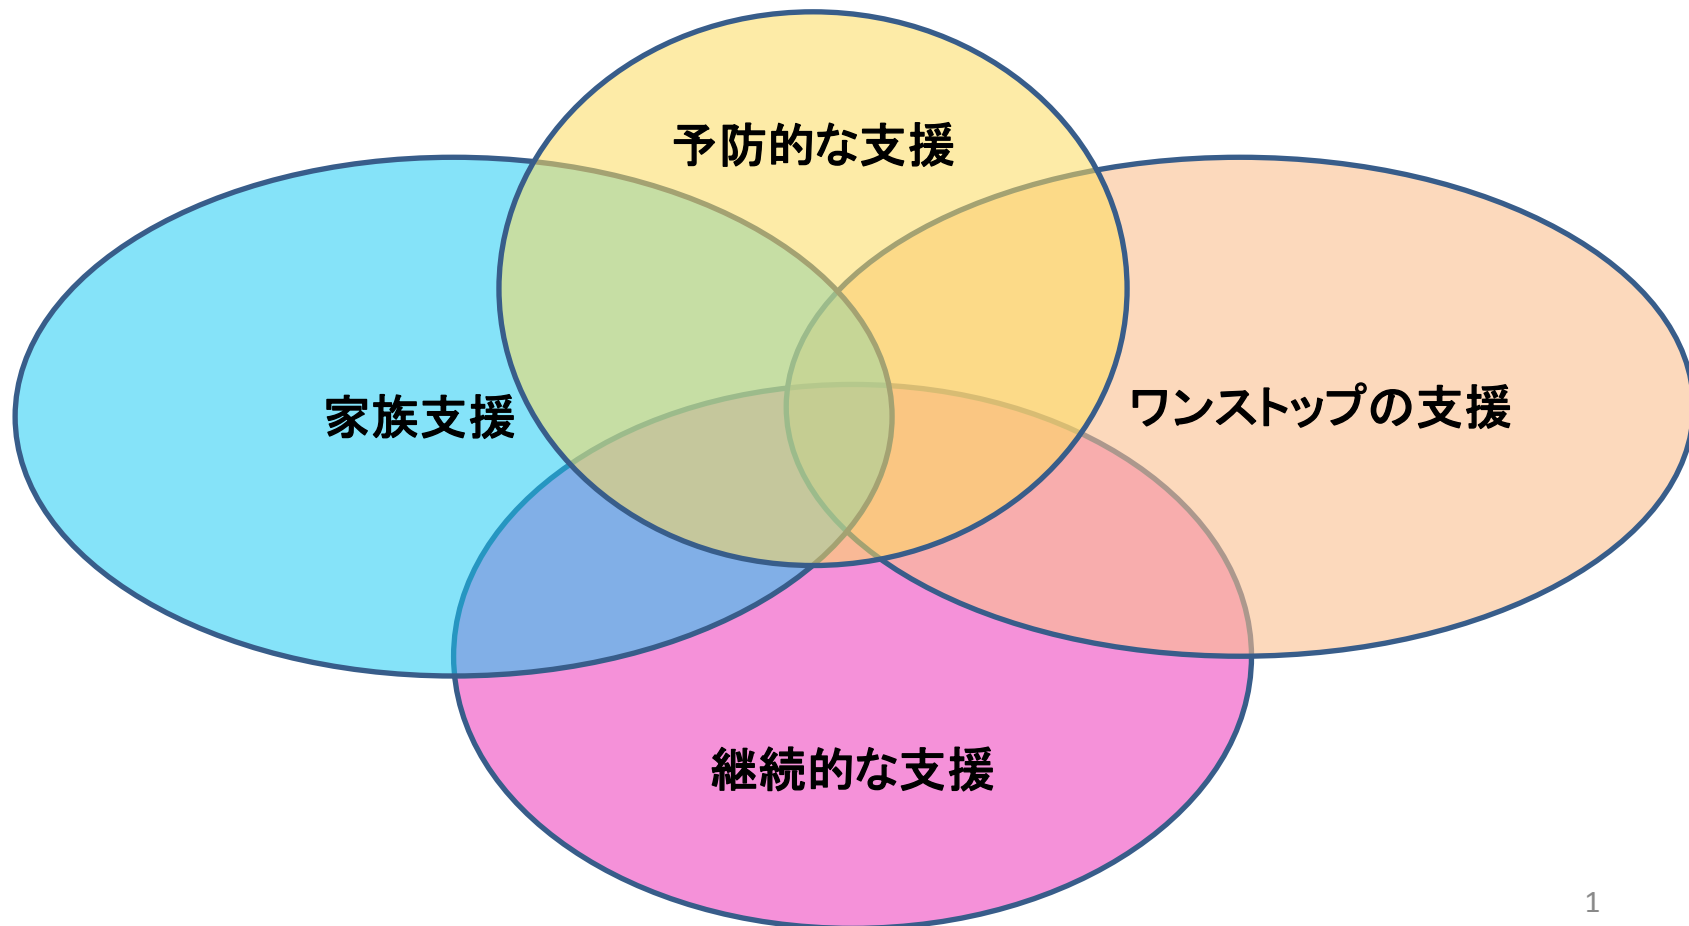 予防的な支援
家族支援
ワンストップの支援
継続的な支援
1